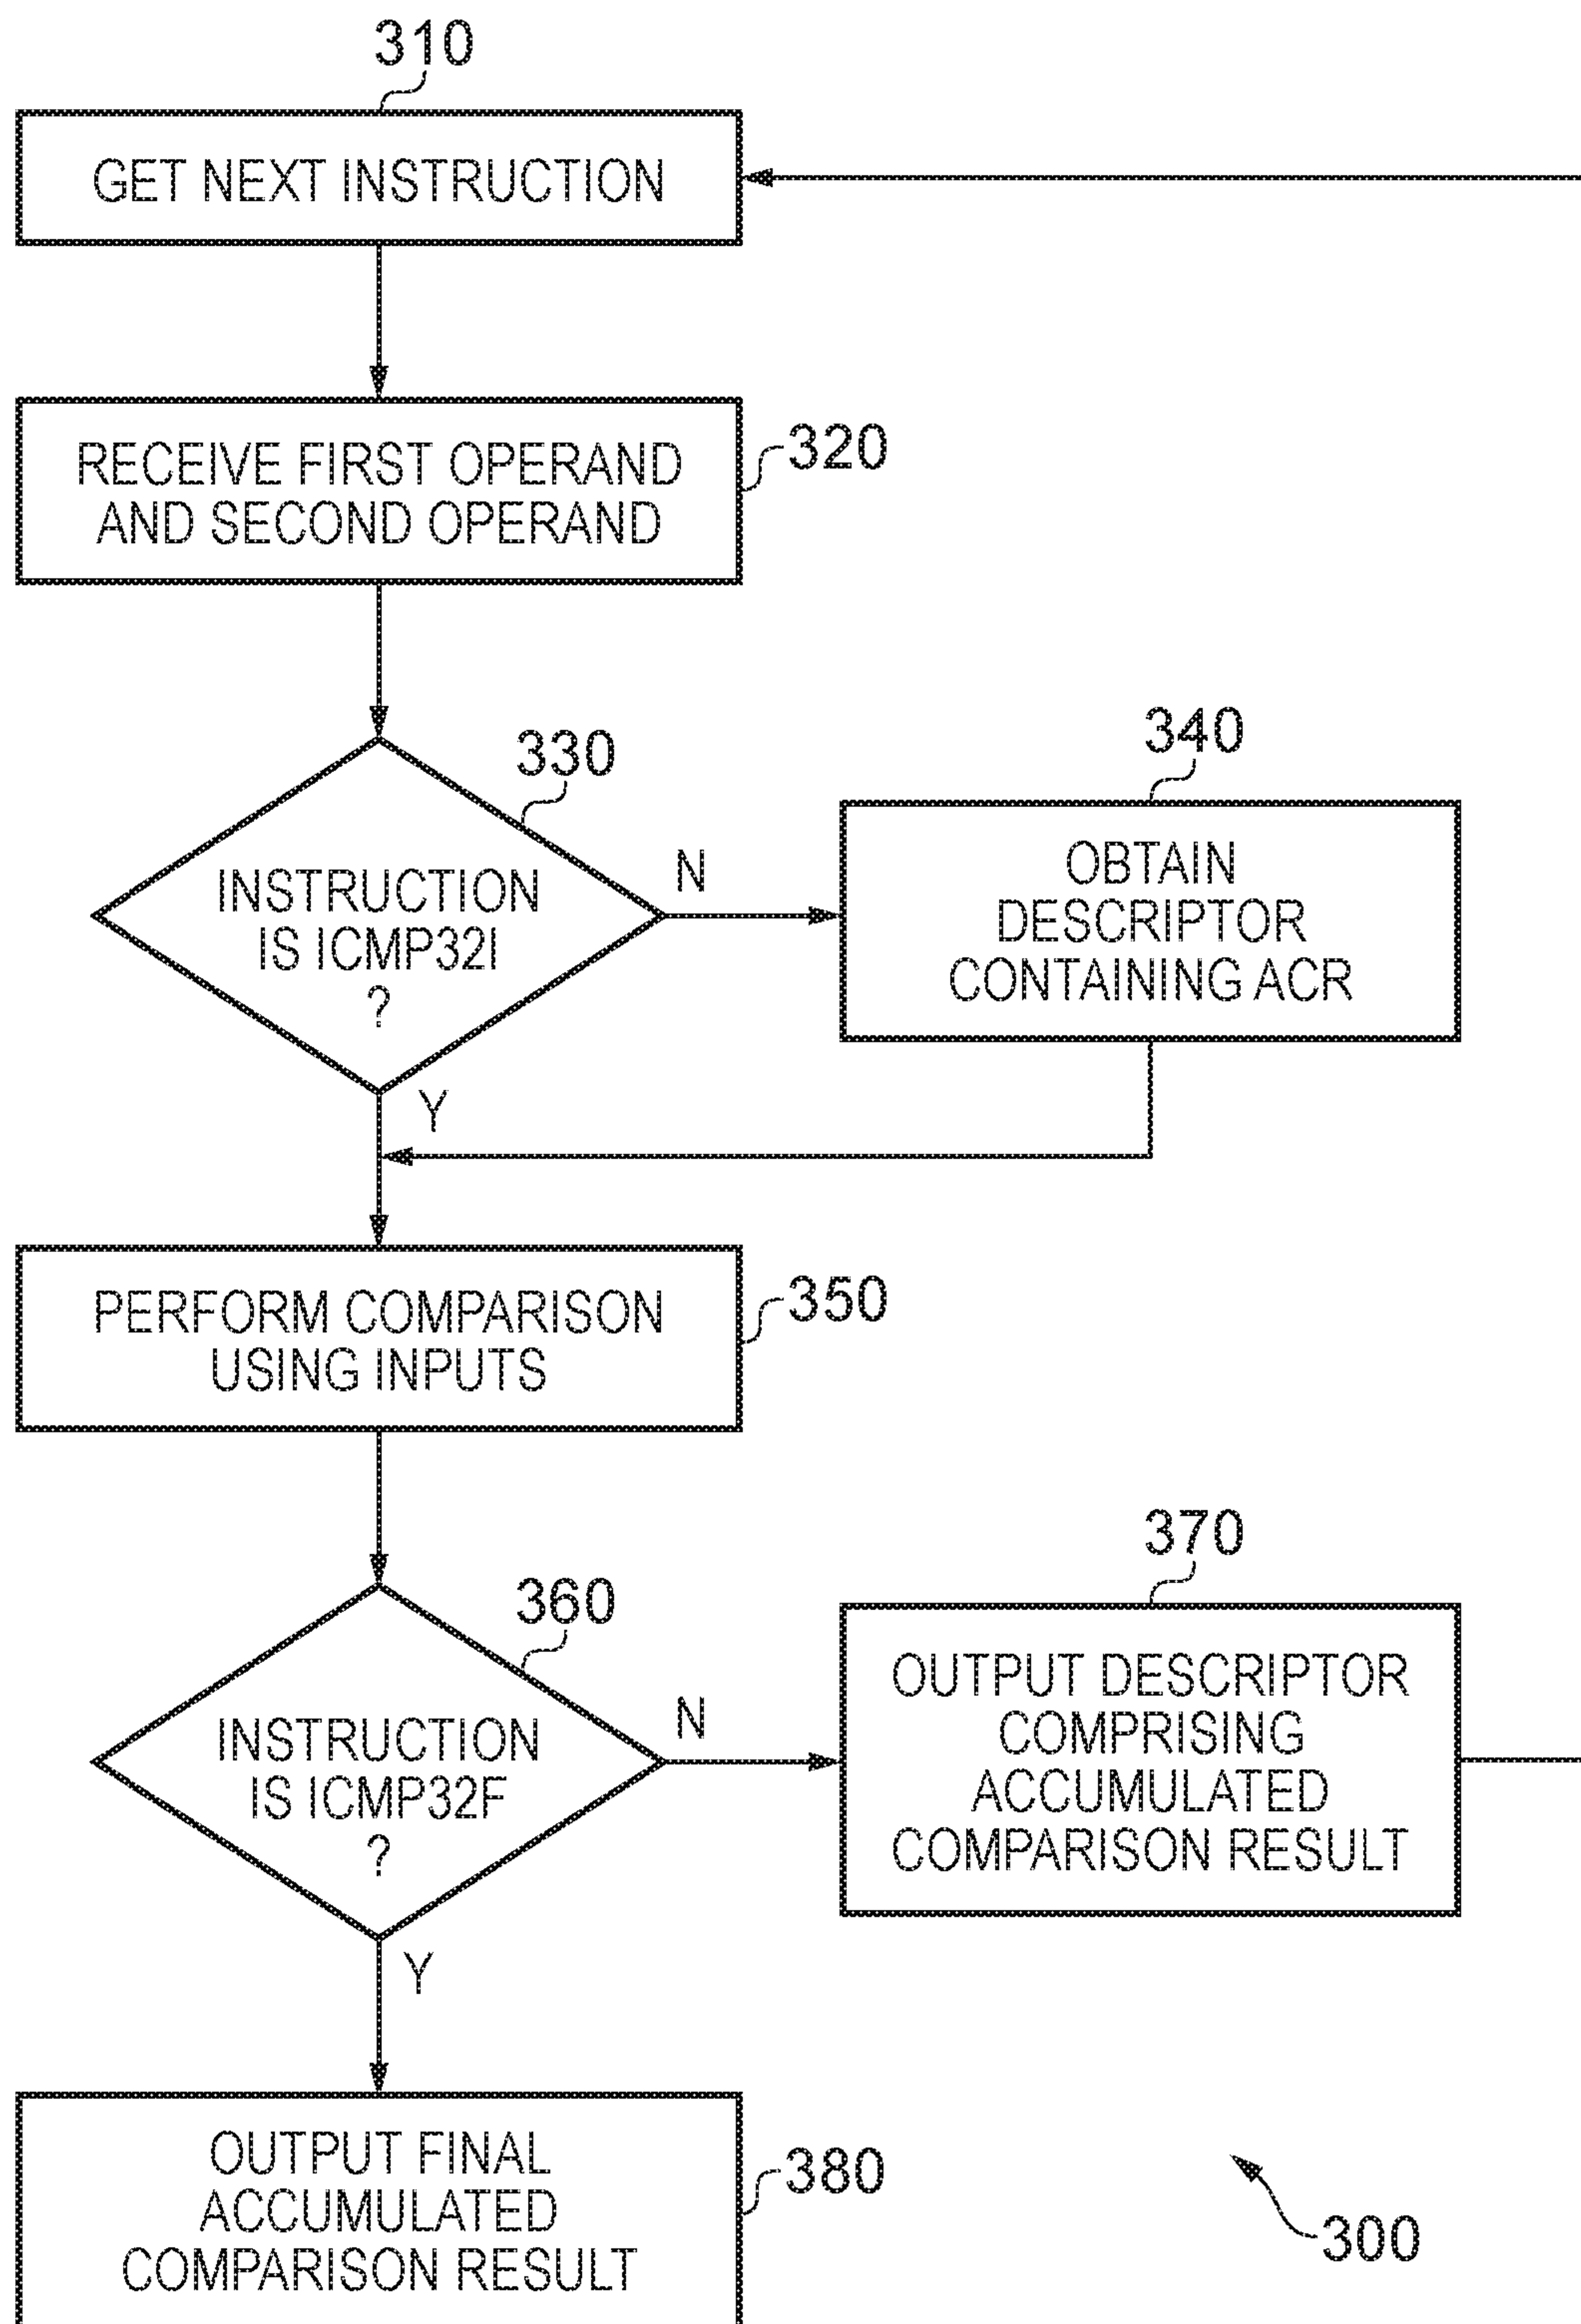 310
GET NEXT INSTRUCTION
RECEIVE FIRST OPERAND
AND SECOND OPERAND
320
330
INSTRUCTION
IS ICMP32I
?
N
Y
340
OBTAIN
DESCRIPTOR
CONTAINING ACR
PERFORM COMPARISON
USING INPUTS
350
360
INSTRUCTION
IS ICMP32F
?
N
Y
370
OUTPUT DESCRIPTOR
COMPRISING
ACCUMULATED
COMPARISON RESULT
OUTPUT FINAL
ACCUMULATED
COMPARISON RESULT
380
300